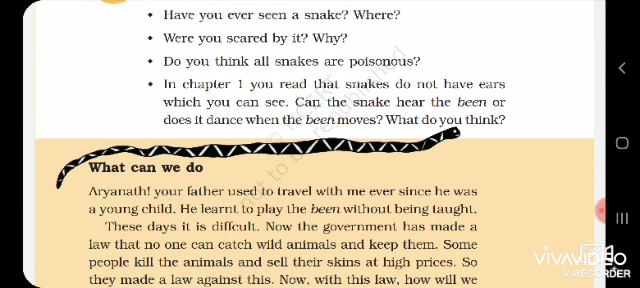 • Have you ever seen a snake? Where?
• Were you scared by it? Why?
• Do you think all snakes are poisonous?
• In chapter 1 you read that snakes do not have ears
which you can see. Can the snake hear the been or
does it dance when the been moves? What do you think?
© NCERT
not to be republished
What can we do
Aryanath! your father used to travel with me ever since he was
a young child. He learnt to play the been without being taught.
These days it is diffcult. Now the government has made a
law that no one can catch wild animals and keep them. Some
people kill the animals and sell their skins at high prices. So
they made a law against this. Now, with this law, how will we
VIVAVIDEO
V RECORDER